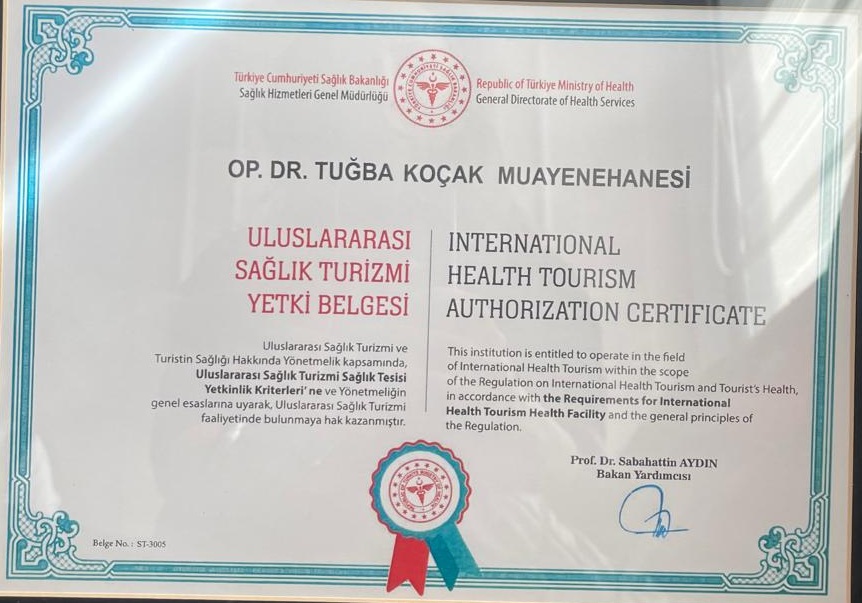 Türkiye Cumhuriyeti Sağlık Bakanlığı
Sağlık Hizmetleri Genel Müdürlüğü
Republic of Türkiye Ministry of Health
General Directorate of Health Services
OP. DR. TUĞBA KOÇAK MUAYENEHANESİ
ULUSLARARASI
SAĞLIK TURİZMİ
YETKİ BELGESİ
INTERNATIONAL
HEALTH TOURISM
AUTHORIZATION CERTIFICATE
Uluslararası Sağlık Turizmi ve
Turistin Sağlığı Hakkında Yönetmelik kapsamında,
Uluslararası Sağlık Turizmi Sağlık Tesisi
Yetkinlik Kriterleri' ne ve Yönetmeliğin
genel esaslarına uyarak, Uluslararası Sağlık Turizmi
faaliyetinde bulunmaya hak kazanmıştır.
This institution is entitled to operate in the field
of International Health Tourism within the scope
of the Regulation on International Health Tourism and Tourist's Health,
in accordance with the Requirements for International
Health Tourism Health Facility and the general principles of
the Regulation.
Prof. Dr. Sabahattin AYDIN
Bakan Yardımcısı
Belge No. : ST-3005